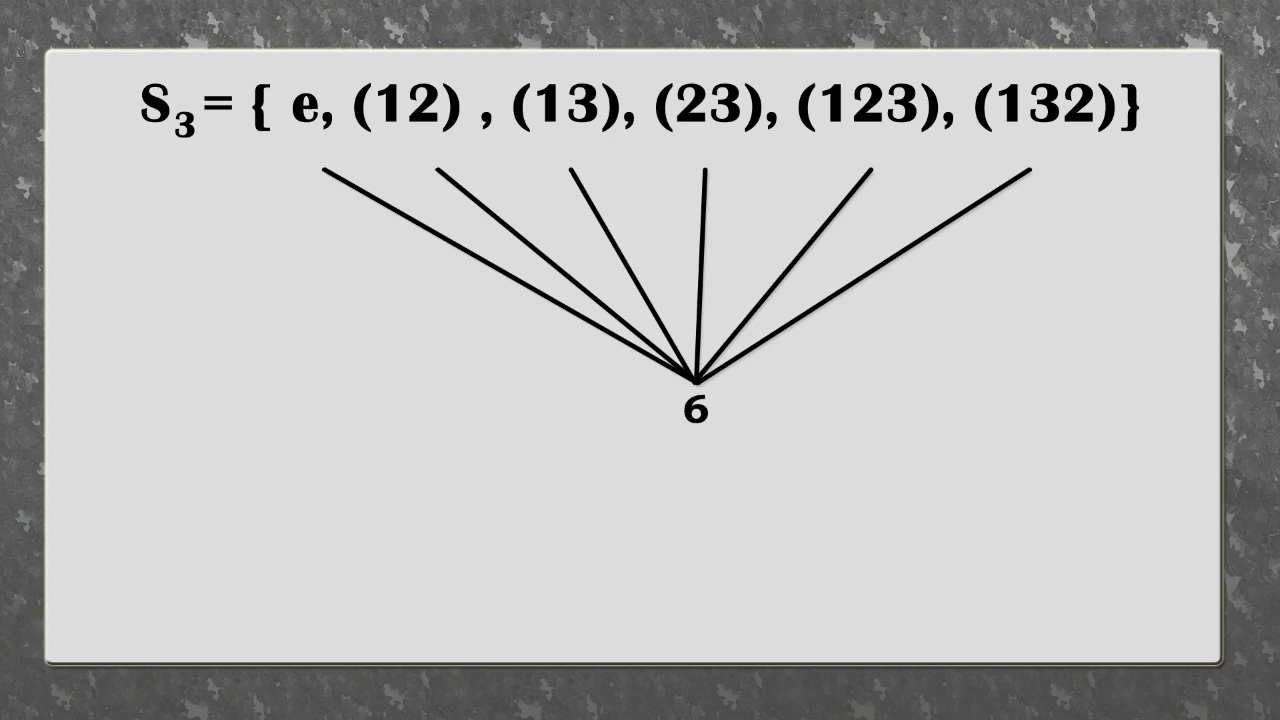 S₃ = { e, (12) , (13), (23), (123), (132)}
6